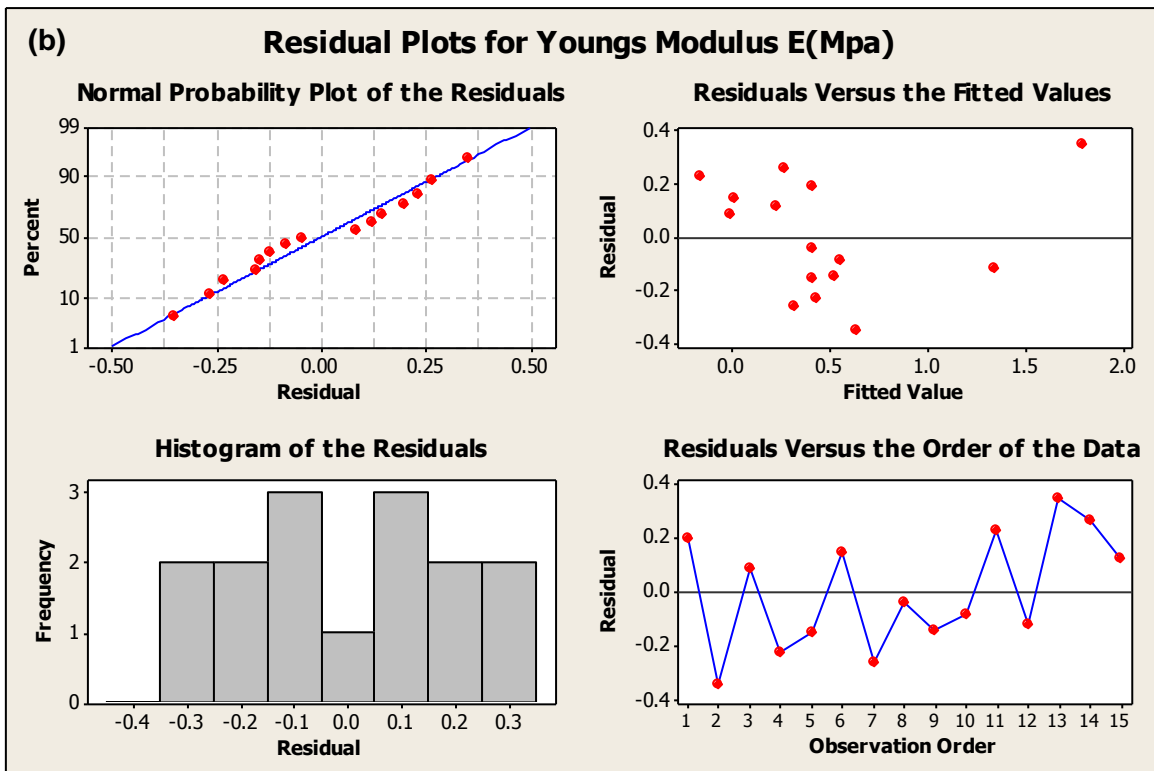 (b)
Residual Plots for Youngs Modulus E(Mpa)
Normal Probability Plot of the Residuals
99
90
50
10
1
Percent
-0.50 -0.25 0.00 0.25 0.50
Residual
Residuals Versus the Fitted Values
0.4
0.2
0.0
-0.2
-0.4
Residual
0.0 0.5 1.0 1.5 2.0
Fitted Value
Histogram of the Residuals
3
2
1
0
Frequency
-0.4 -0.3 -0.2 -0.1 0.0 0.1 0.2 0.3
Residual
Residuals Versus the Order of the Data
0.4
0.2
0.0
-0.2
-0.4
Residual
1 2 3 4 5 6 7 8 9 10 11 12 13 14 15
Observation Order